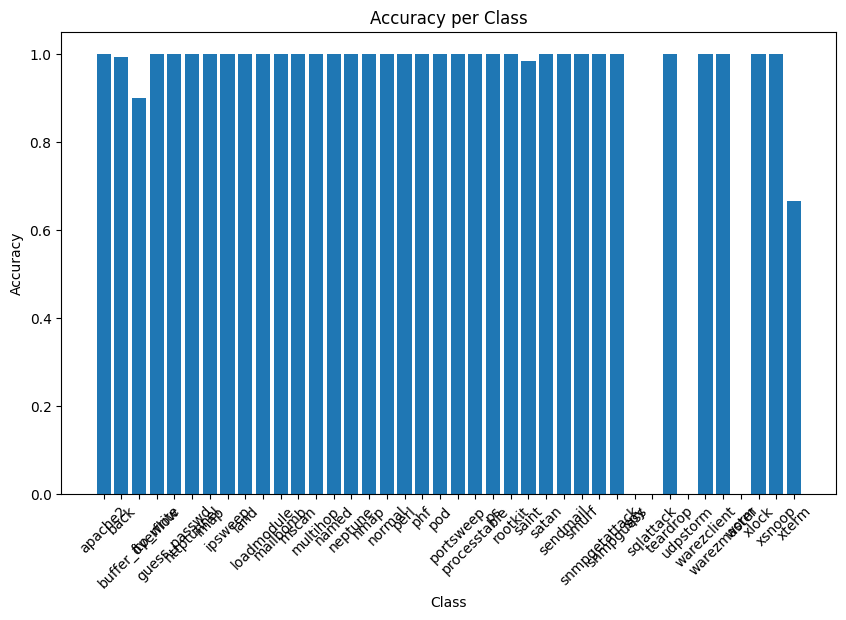 Accuracy per Class
Accuracy
1.0
0.8
0.6
0.4
0.2
0.0
apache2
back
buffer_overflow
ftp_write
guess_passwd
httptunnel
imap
ipsweep
land
loadmodule
mailbomb
mscan
multihop
named
neptune
nmap
normal
perl
phf
pod
portsweep
processtable
ps
rootkit
saint
satan
sendmail
smurf
snmpgetattack
snmpguess
spy
sqlattack
teardrop
udpstorm
warezclient
warezmaster
worm
xlock
xsnoop
xterm
Class